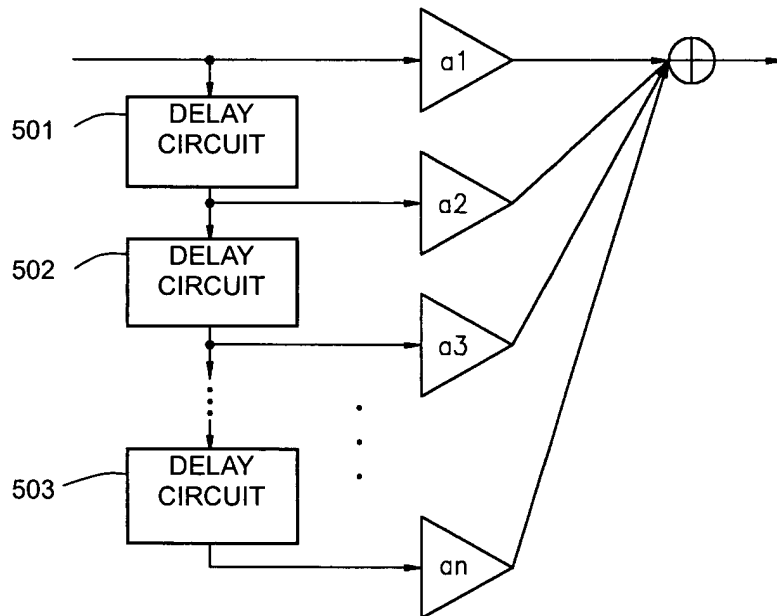 a1
501
DELAY
CIRCUIT
a2
502
DELAY
CIRCUIT
a3
503
DELAY
CIRCUIT
an